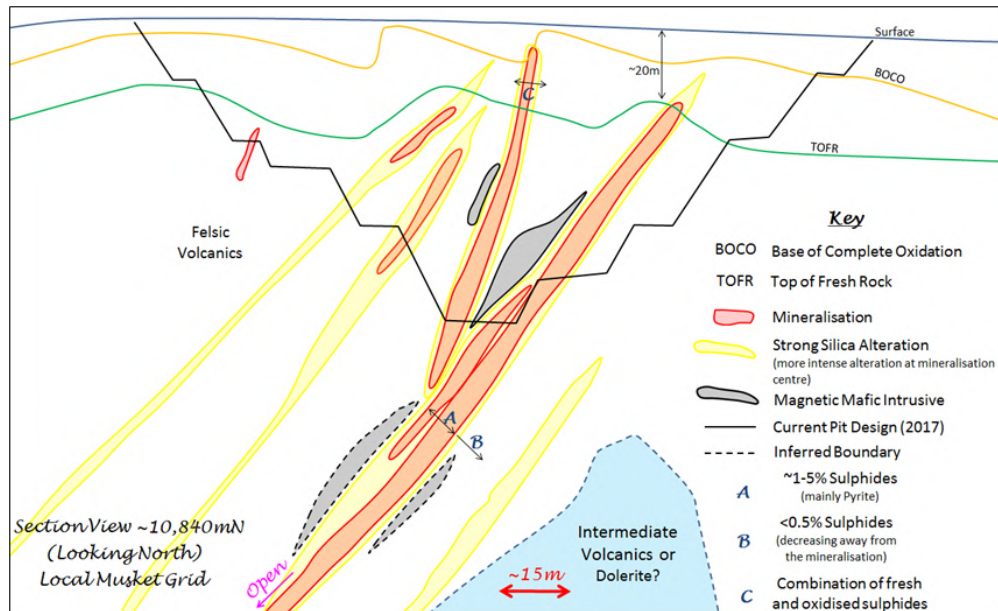 Surface
~20m
BOCO
C
TOFR
Felsic
Volcanics
Key
BOCO Base of Complete Oxidation
TOFR Top of Fresh Rock
Mineralisation
Strong Silica Alteration
(more intense alteration at mineralisation
centre)
Magnetic Mafic Intrusive
Current Pit Design (2017)
Inferred Boundary
A ~1-5% Sulphides
(mainly Pyrite)
B <0.5% Sulphides
(decreasing away from
the mineralisation)
C Combination of fresh
and oxidised sulphides
A
B
Section View ~10,840mN
(Looking North)
Local Musket Grid
Open
Intermediate
Volcanics or
Dolerite?
~15m